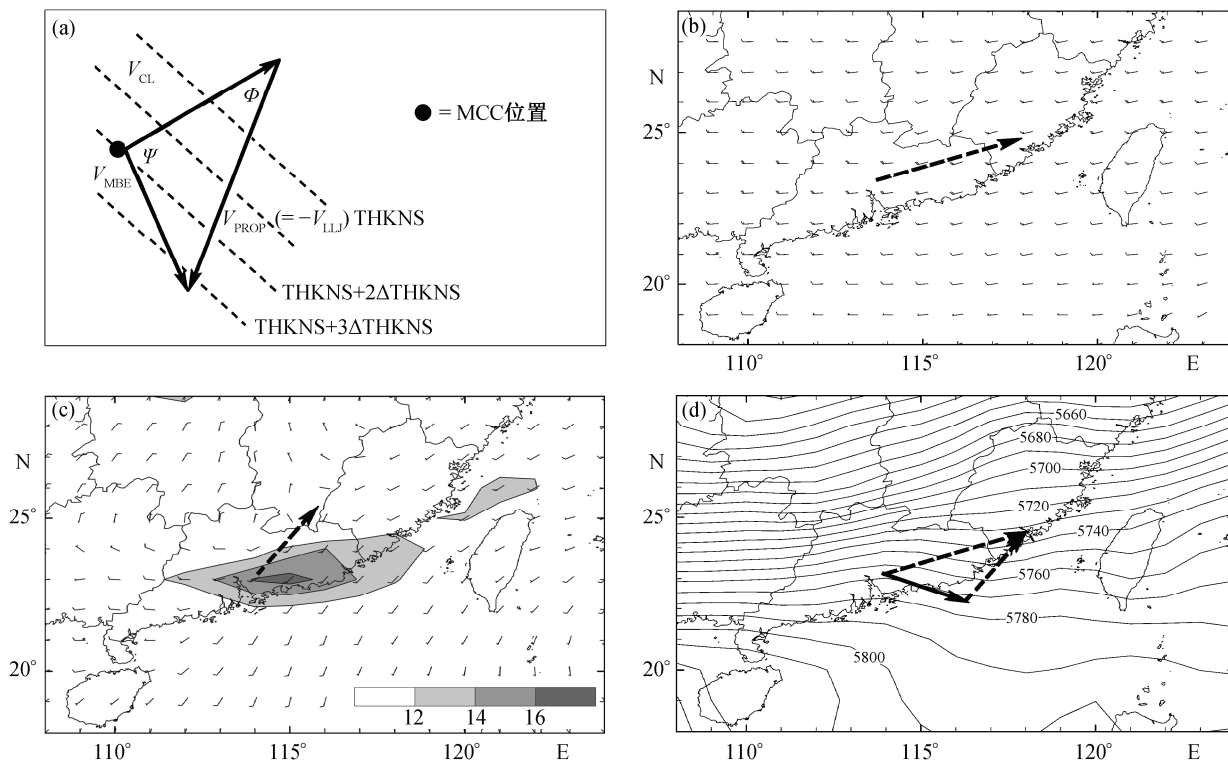 (a)
V_CL
Φ
● = MCC位置
Ψ
V_MBE
V_PROP (= −V_LLJ) THKNS
THKNS+2ΔTHKNS
THKNS+3ΔTHKNS
(b)
N
25°
20°
110° 115° 120° E
(c)
N
25°
20°
12 14 16
110° 115° 120° E
(d)
5660
N
5680
5700
25°
5720
5740
5760
5780
20°
5800
110° 115° 120° E